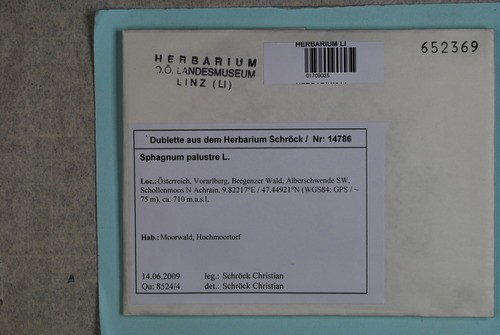 HERBARIUM
O.Ö. LANDESMUSEUM
LINZ (LI)
HERBARIUM LI
01709025
652369
Dublette aus dem Herbarium Schröck / Nr: 14786
Sphagnum palustre L.
Loc.:Österreich, Vorarlberg, Bregenzer Wald, Alberschwende SW,
Schollenmoos N Achrain, 9.82217°E / 47.44921°N (WGS84: GPS / ~
75 m), ca. 710 m.a.s.l.
Hab.: Moorwald, Hochmoortorf
14.06.2009 leg.: Schröck Christian
Qu: 8524/4 det.: Schröck Christian